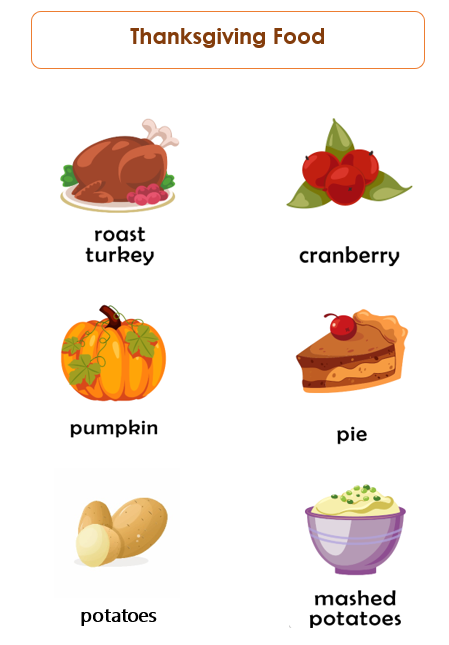 Thanksgiving Food
roast
turkey
cranberry
pumpkin
pie
potatoes
mashed
potatoes